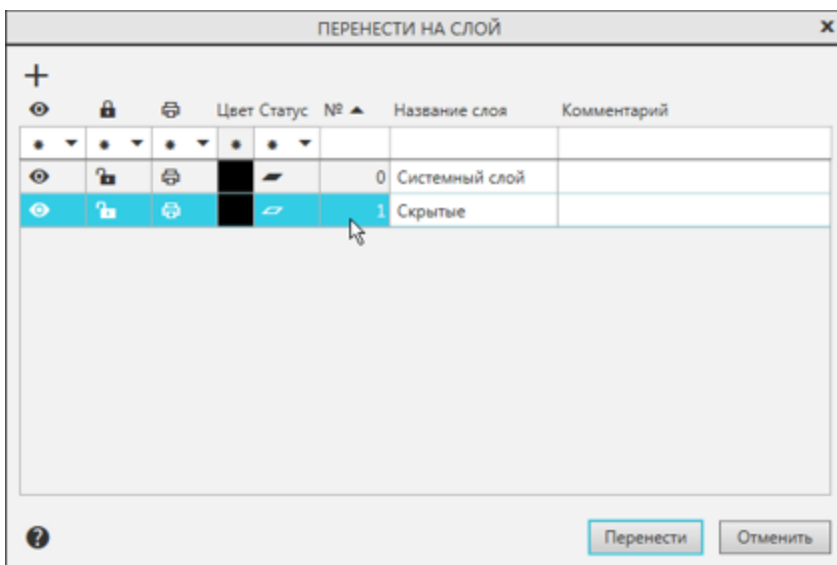 ПЕРЕНЕСТИ НА СЛОЙ
Цвет Статус № Название слоя Комментарий
0 Системный слой
1 Скрытые
Перенести Отменить